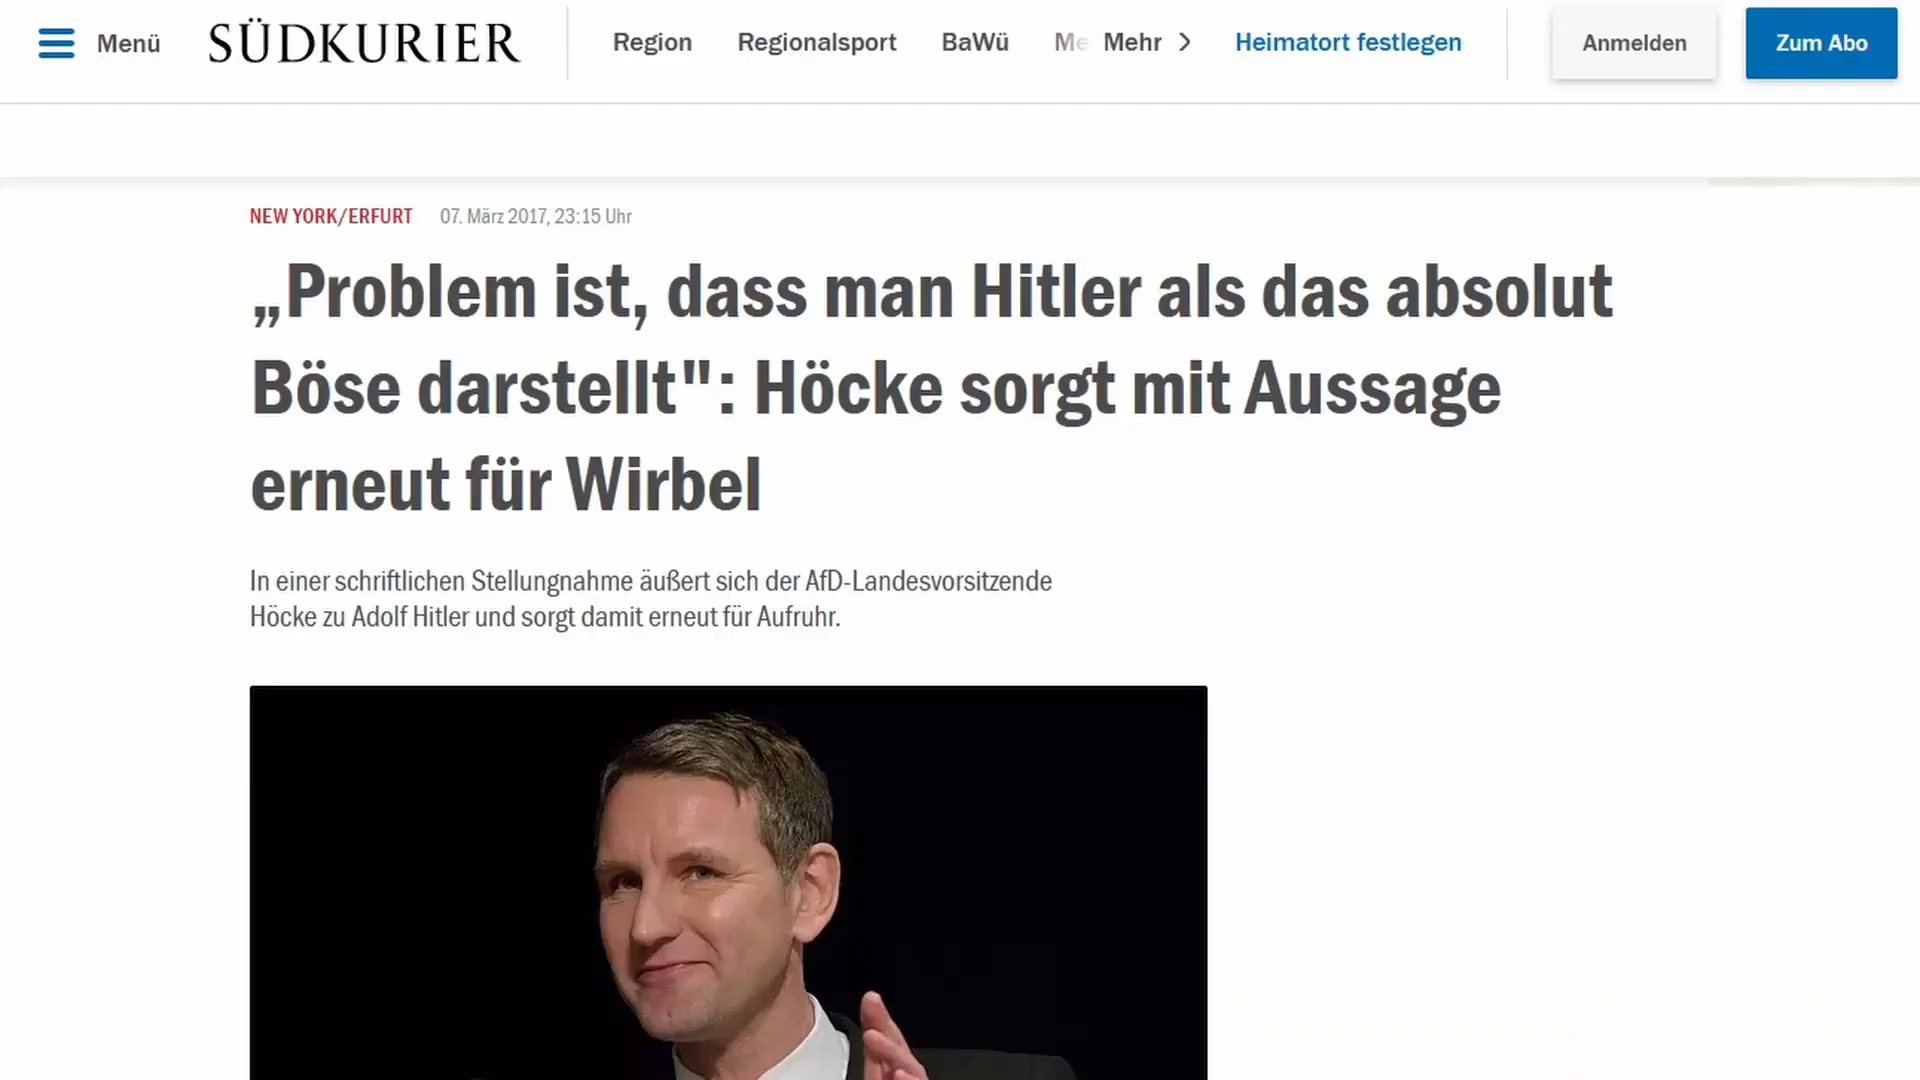 Menü SÜDKURIER Region Regionalsport BaWü Me Mehr Heimatort festlegen Anmelden Zum Abo
NEW YORK/ERFURT 07. März 2017, 23:15 Uhr
„Problem ist, dass man Hitler als das absolut
Böse darstellt": Höcke sorgt mit Aussage
erneut für Wirbel
In einer schriftlichen Stellungnahme äußert sich der AfD-Landesvorsitzende
Höcke zu Adolf Hitler und sorgt damit erneut für Aufruhr.